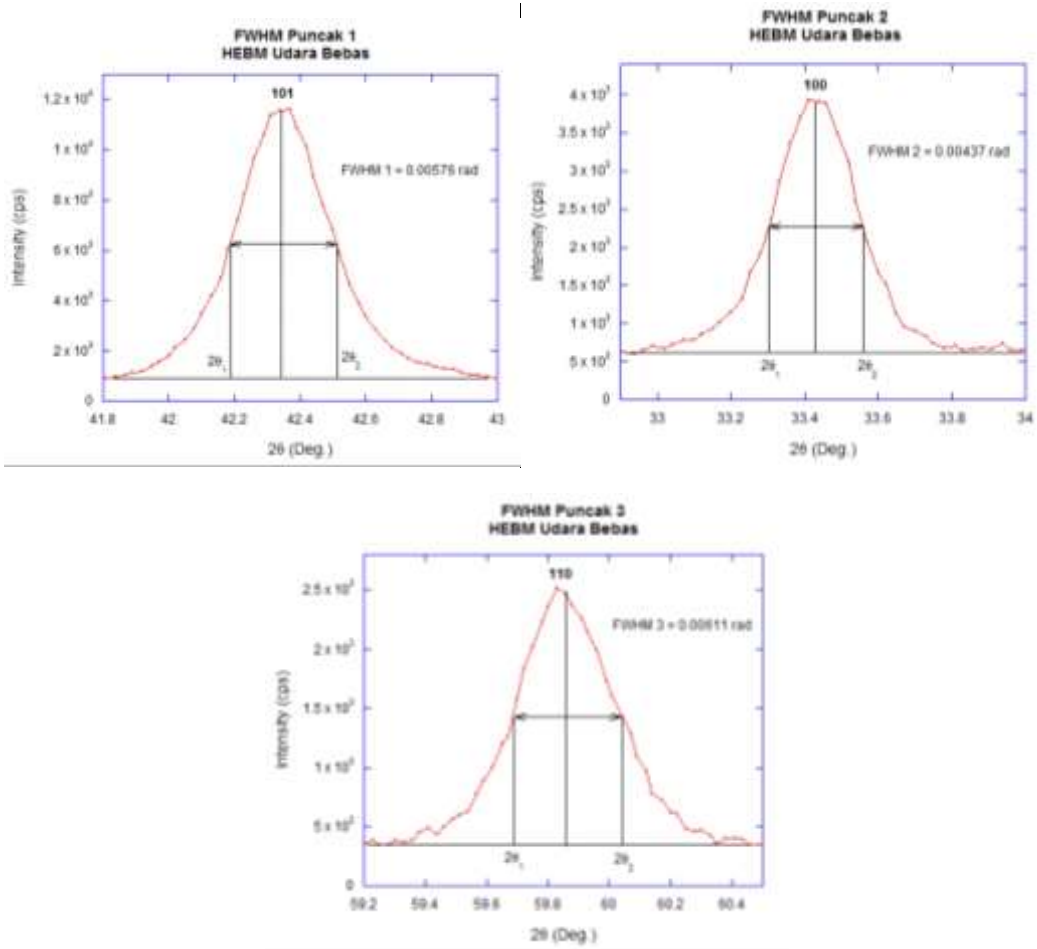 FWHM Puncak 1
HEBM Udara Bebas
101
FWHM 1 = 0.00576 rad
Intensity (cps)
1.2 x 10⁴
1 x 10⁴
8 x 10³
6 x 10³
4 x 10³
2 x 10³
0
2θ₁
2θ₂
41.8 42 42.2 42.4 42.6 42.8 43
2θ (Deg.)
FWHM Puncak 2
HEBM Udara Bebas
100
FWHM 2 = 0.00437 rad
Intensity (cps)
4 x 10³
3.5 x 10³
3 x 10³
2.5 x 10³
2 x 10³
1.5 x 10³
1 x 10³
5 x 10²
0
2θ₁
2θ₂
33 33.2 33.4 33.6 33.8 34
2θ (Deg.)
FWHM Puncak 3
HEBM Udara Bebas
110
FWHM 3 = 0.00611 rad
Intensity (cps)
2.5 x 10³
2 x 10³
1.5 x 10³
1 x 10³
5 x 10²
0
2θ₁
2θ₂
59.2 59.4 59.6 59.8 60 60.4
2θ (Deg.)